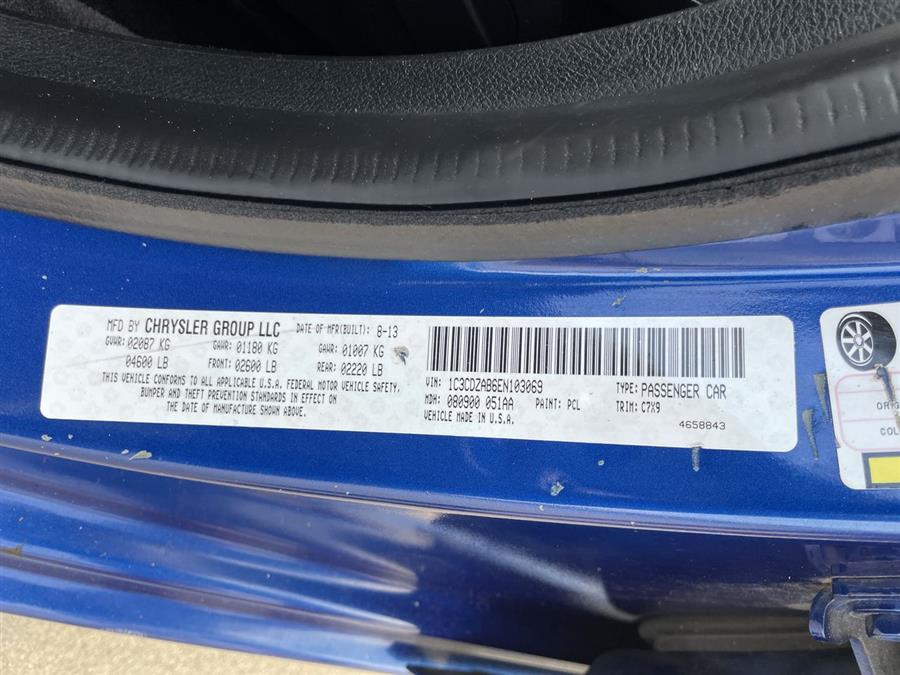 MFD BY CHRYSLER GROUP LLC DATE OF MFR(BUILT): 8-13
GVWR: 02087 KG GAWR: 01180 KG GAWR: 01007 KG
04600 LB FRONT: 02600 LB REAR: 02220 LB
THIS VEHICLE CONFORMS TO ALL APPLICABLE U.S.A. FEDERAL MOTOR VEHICLE SAFETY,
BUMPER AND THEFT PREVENTION STANDARDS IN EFFECT ON
THE DATE OF MANUFACTURE SHOWN ABOVE.
VIN: 1C3CDZAB6EN103069 TYPE: PASSENGER CAR
MDH: 080900 051AA PAINT: PCL TRIM: C7X9
VEHICLE MADE IN U.S.A. 4658843
ORIG
COL